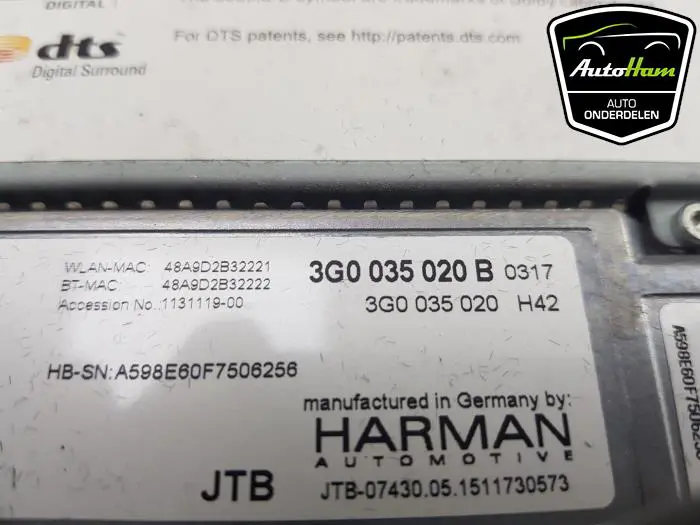 DIGITAL
dts
Digital Surround
For DTS patents, see http://patents.dts.com
AutoHam
AUTO
ONDERDELEN
WLAN-MAC: 48A9D2B32221
BT-MAC: 48A9D2B32222
Accession No.:1131119-00
3G0 035 020 B 0317
3G0 035 020 H42
HB-SN:A598E60F7506256
manufactured in Germany by:
HARMAN
AUTOMOTIVE
JTB
JTB-07430.05.1511730573
A598E60F7506256